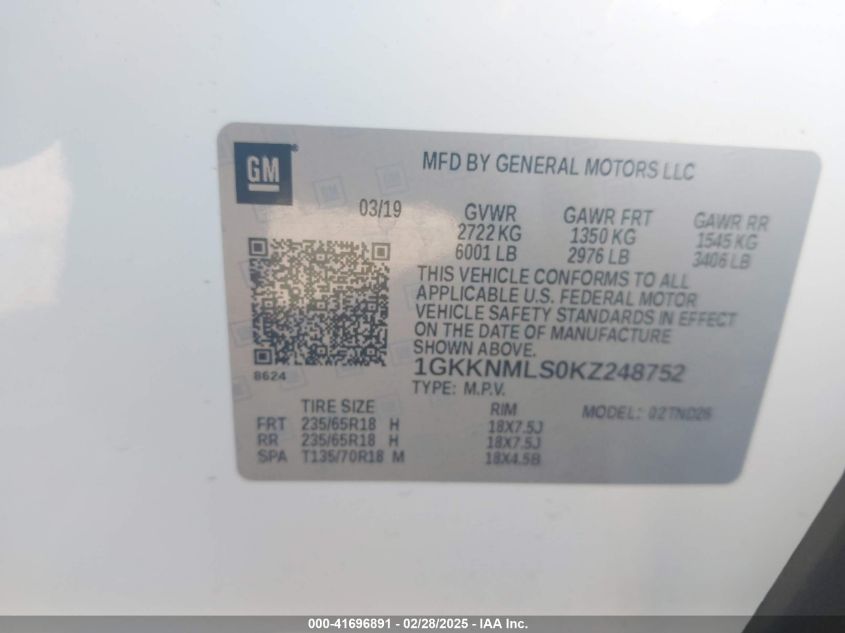 GM
MFD BY GENERAL MOTORS LLC
03/19
GVWR GAWR FRT GAWR RR
2722 KG 1350 KG 1545 KG
6001 LB 2976 LB 3406 LB
THIS VEHICLE CONFORMS TO ALL
APPLICABLE U.S. FEDERAL MOTOR
VEHICLE SAFETY STANDARDS IN EFFECT
ON THE DATE OF MANUFACTURE
SHOWN ABOVE.
8624
1GKKNMLS0KZ248752
TYPE: M.P.V.
TIRE SIZE RIM MODEL:
FRT 235/65R18 H 18X7.5J
RR 235/65R18 H 18X7.5J
SPA T135/70R18 M 18X4.5B
000-41696891 - 02/28/2025 - IAA Inc.